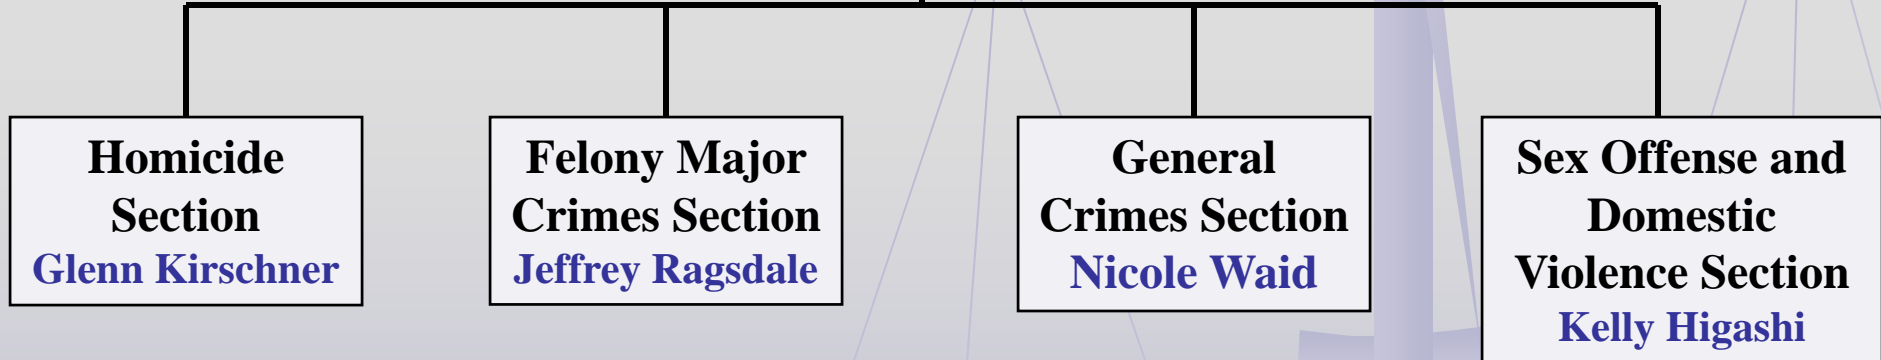 Homicide
Section
Glenn Kirschner
Felony Major
Crimes Section
Jeffrey Ragsdale
General
Crimes Section
Nicole Waid
Sex Offense and
Domestic
Violence Section
Kelly Higashi